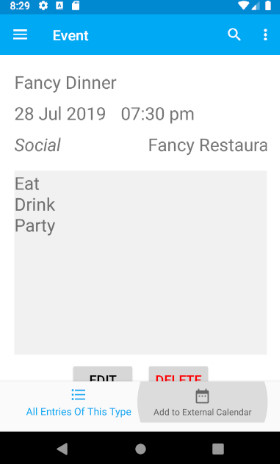 8:29
Event
Fancy Dinner
28 Jul 2019 07:30 pm
Social Fancy Restaura
Eat
Drink
Party
EDIT DELETE
All Entries Of This Type Add to External Calendar